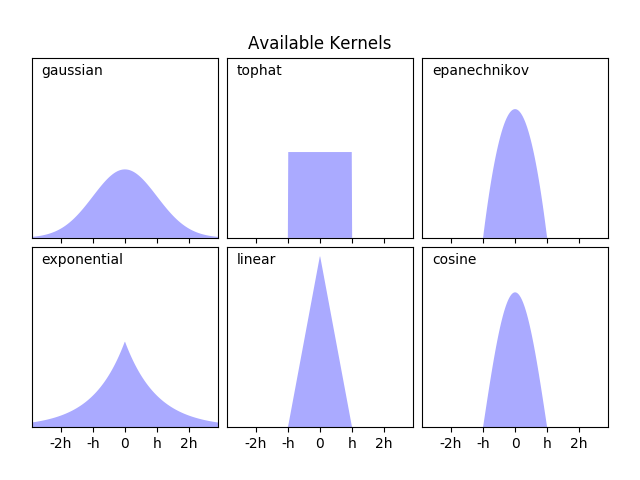 Available Kernels
gaussian
tophat
epanechnikov
exponential
linear
cosine
-2h -h 0 h 2h
-2h -h 0 h 2h
-2h -h 0 h 2h